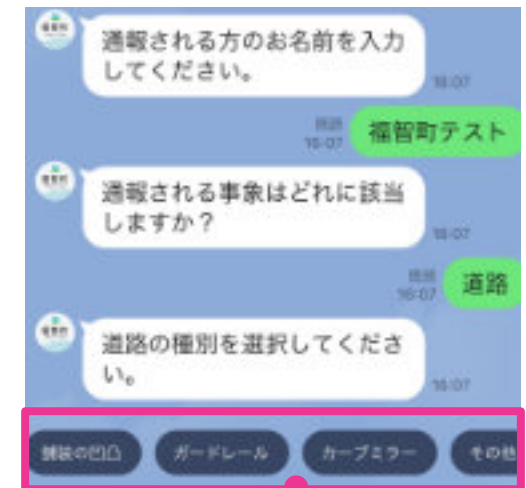 通報される方のお名前を入力
してください。
16:07
既読
16:07
福智町テスト
通報される事象はどれに該当
しますか？
16:07
既読
16:07
道路
道路の種別を選択してくださ
い。
16:07
舗装の凹凸
ガードレール
カーブミラー
その他